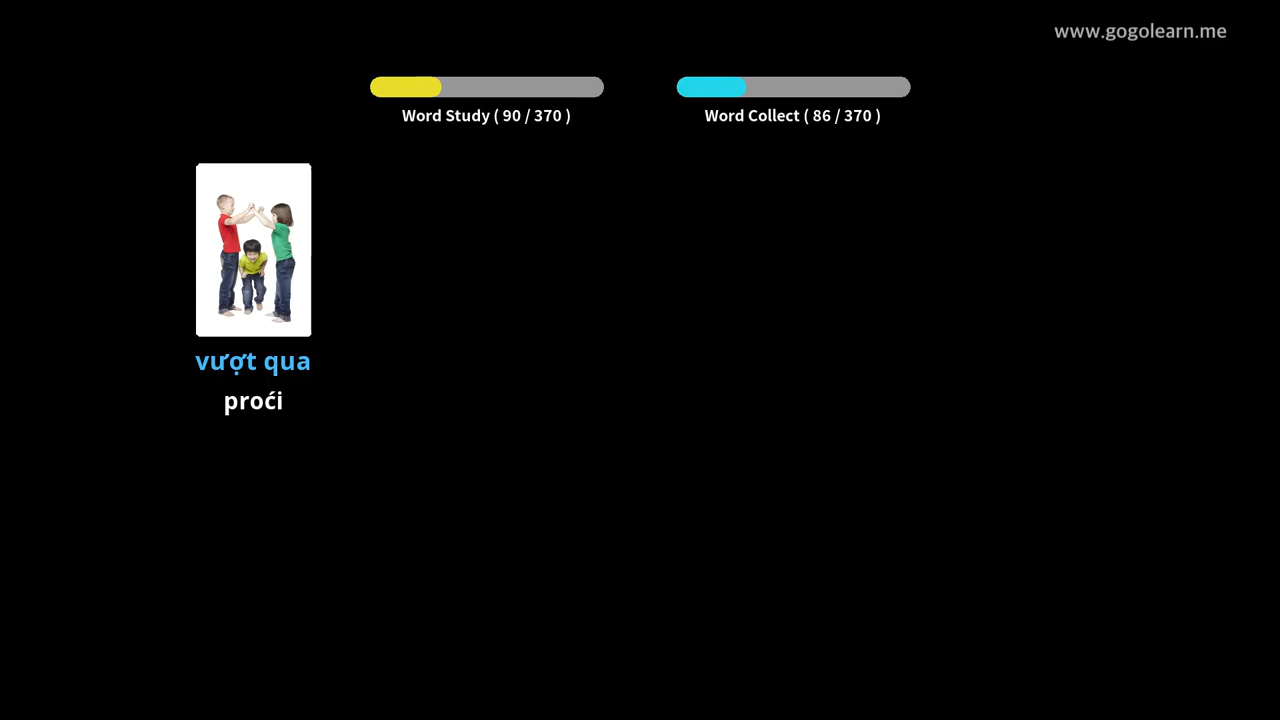 www.gogolearn.me
Word Study ( 90 / 370 )
Word Collect ( 86 / 370 )
vượt qua
proći